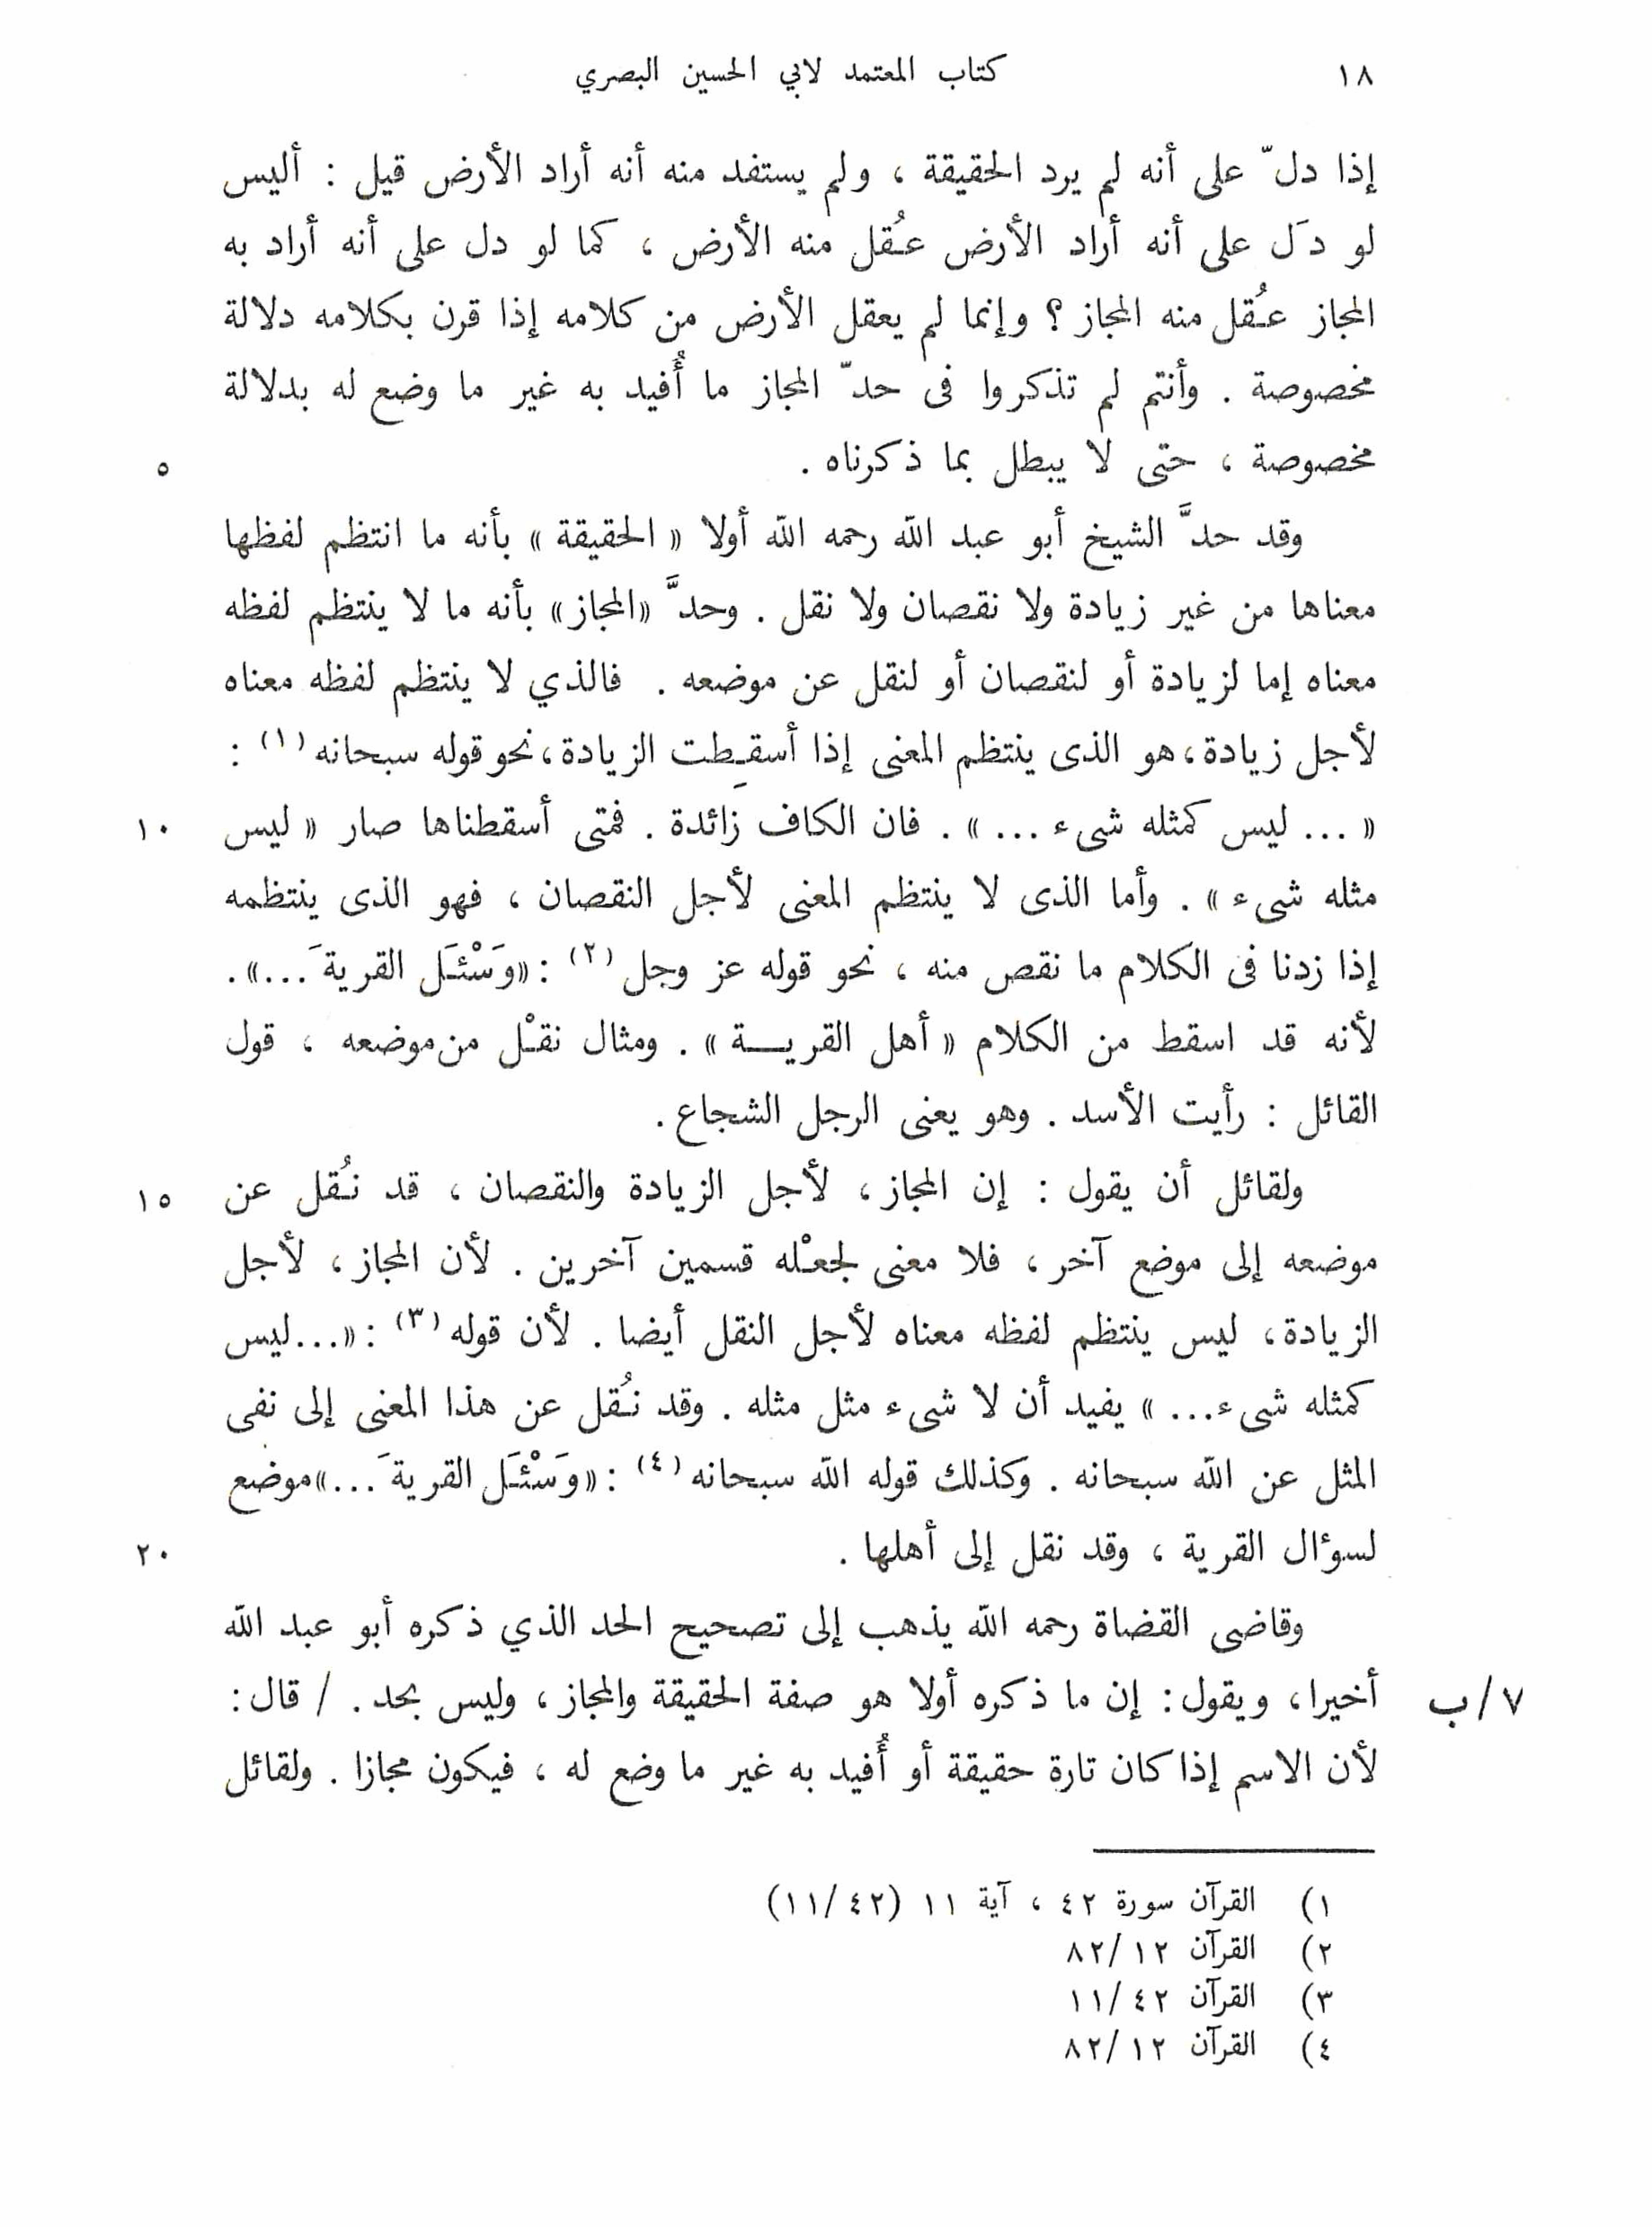 ١٨ كتاب المعتمد لابي الحسين البصري
إذا دلّ على أنه لم يرد الحقيقة ، ولم يستفد منه أنه أراد الأرض قيل : أليس
لو دَل على أنه أراد الأرض عُقل منه الأرض ، كما لو دل على أنه أراد به
المجاز عُقل منه المجاز ؟ وإنما لم يعقل الأرض من كلامه إذا قرن بكلامه دلالة
مخصوصة . وأنتم لم تذكروا فى حدّ المجاز ما أُفيد به غير ما وضع له بدلالة
مخصوصة ، حتى لا يبطل بما ذكرناه . ٥
وقد حدَّ الشيخ أبو عبد الله رحمه الله أولا « الحقيقة » بأنه ما انتظم لفظها
معناها من غير زيادة ولا نقصان ولا نقل . وحدَّ «المجاز» بأنه ما لا ينتظم لفظه
معناه إما لزيادة أو لنقصان أو لنقل عن موضعه . فالذي لا ينتظم لفظه معناه
لأجل زيادة، هو الذى ينتظم المعنى إذا أسقِطت الزيادة، نحو قوله سبحانه (١) :
« ... ليس كمثله شىء ... » . فان الكاف زائدة . فمتى أسقطناها صار « ليس ١٠
مثله شىء » . وأما الذى لا ينتظم المعنى لأجل النقصان ، فهو الذى ينتظمه
إذا زدنا فى الكلام ما نقص منه ، نحو قوله عز وجل (٢) : «وَسْئَل القريةَ ...» .
لأنه قد اسقط من الكلام « أهل القريـــة » . ومثال نقْل من موضعه ، قول
القائل : رأيت الأسد . وهو يعنى الرجل الشجاع .
ولقائل أن يقول : إن المجاز ، لأجل الزيادة والنقصان ، قد نُقل عن ١٥
موضعه إلى موضع آخر ، فلا معنى لجعْله قسمين آخرين . لأن المجاز ، لأجل
الزيادة ، ليس ينتظم لفظه معناه لأجل النقل أيضا . لأن قوله (٣) : «... ليس
كمثله شىء ... » يفيد أن لا شىء مثل مثله . وقد نُقل عن هذا المعنى إلى نفى
المثل عن الله سبحانه . وكذلك قوله الله سبحانه (٤) : «وَسْئَل القريةَ ...» موضع
لسوٴال القرية ، وقد نقل إلى أهلها . ٢٠
وقاضى القضاة رحمه الله يذهب إلى تصحيح الحد الذي ذكره أبو عبد الله
٧/ب أخيرا ، ويقول : إن ما ذكره أولا هو صفة الحقيقة والمجاز ، وليس بحد . / قال :
لأن الاسم إذا كان تارة حقيقة أو أُفيد به غير ما وضع له ، فيكون مجازا . ولقائل
١) القرآن سورة ٤٢ ، آية ١١ (١١/٤٢)
٢) القرآن ٨٢/١٢
٣) القرآن ١١/٤٢
٤) القرآن ٨٢/١٢